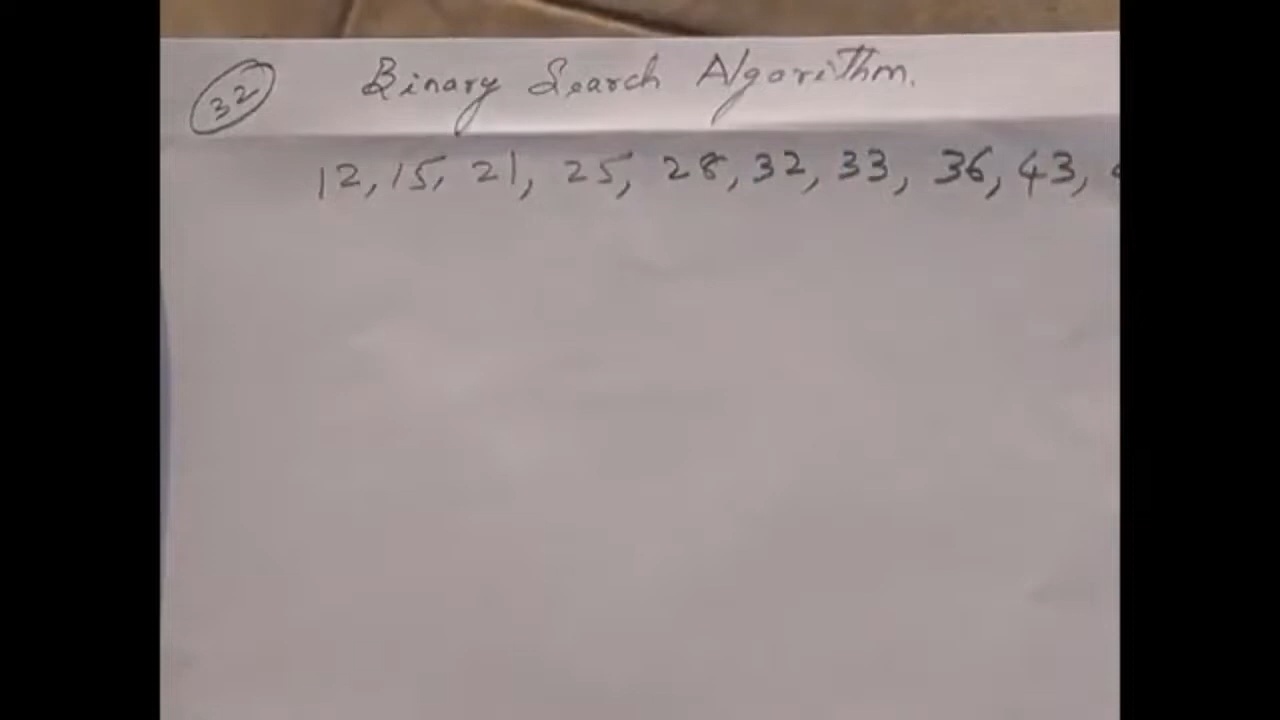 32 Binary Search Algorithm.
12, 15, 21, 25, 28, 32, 33, 36, 43,